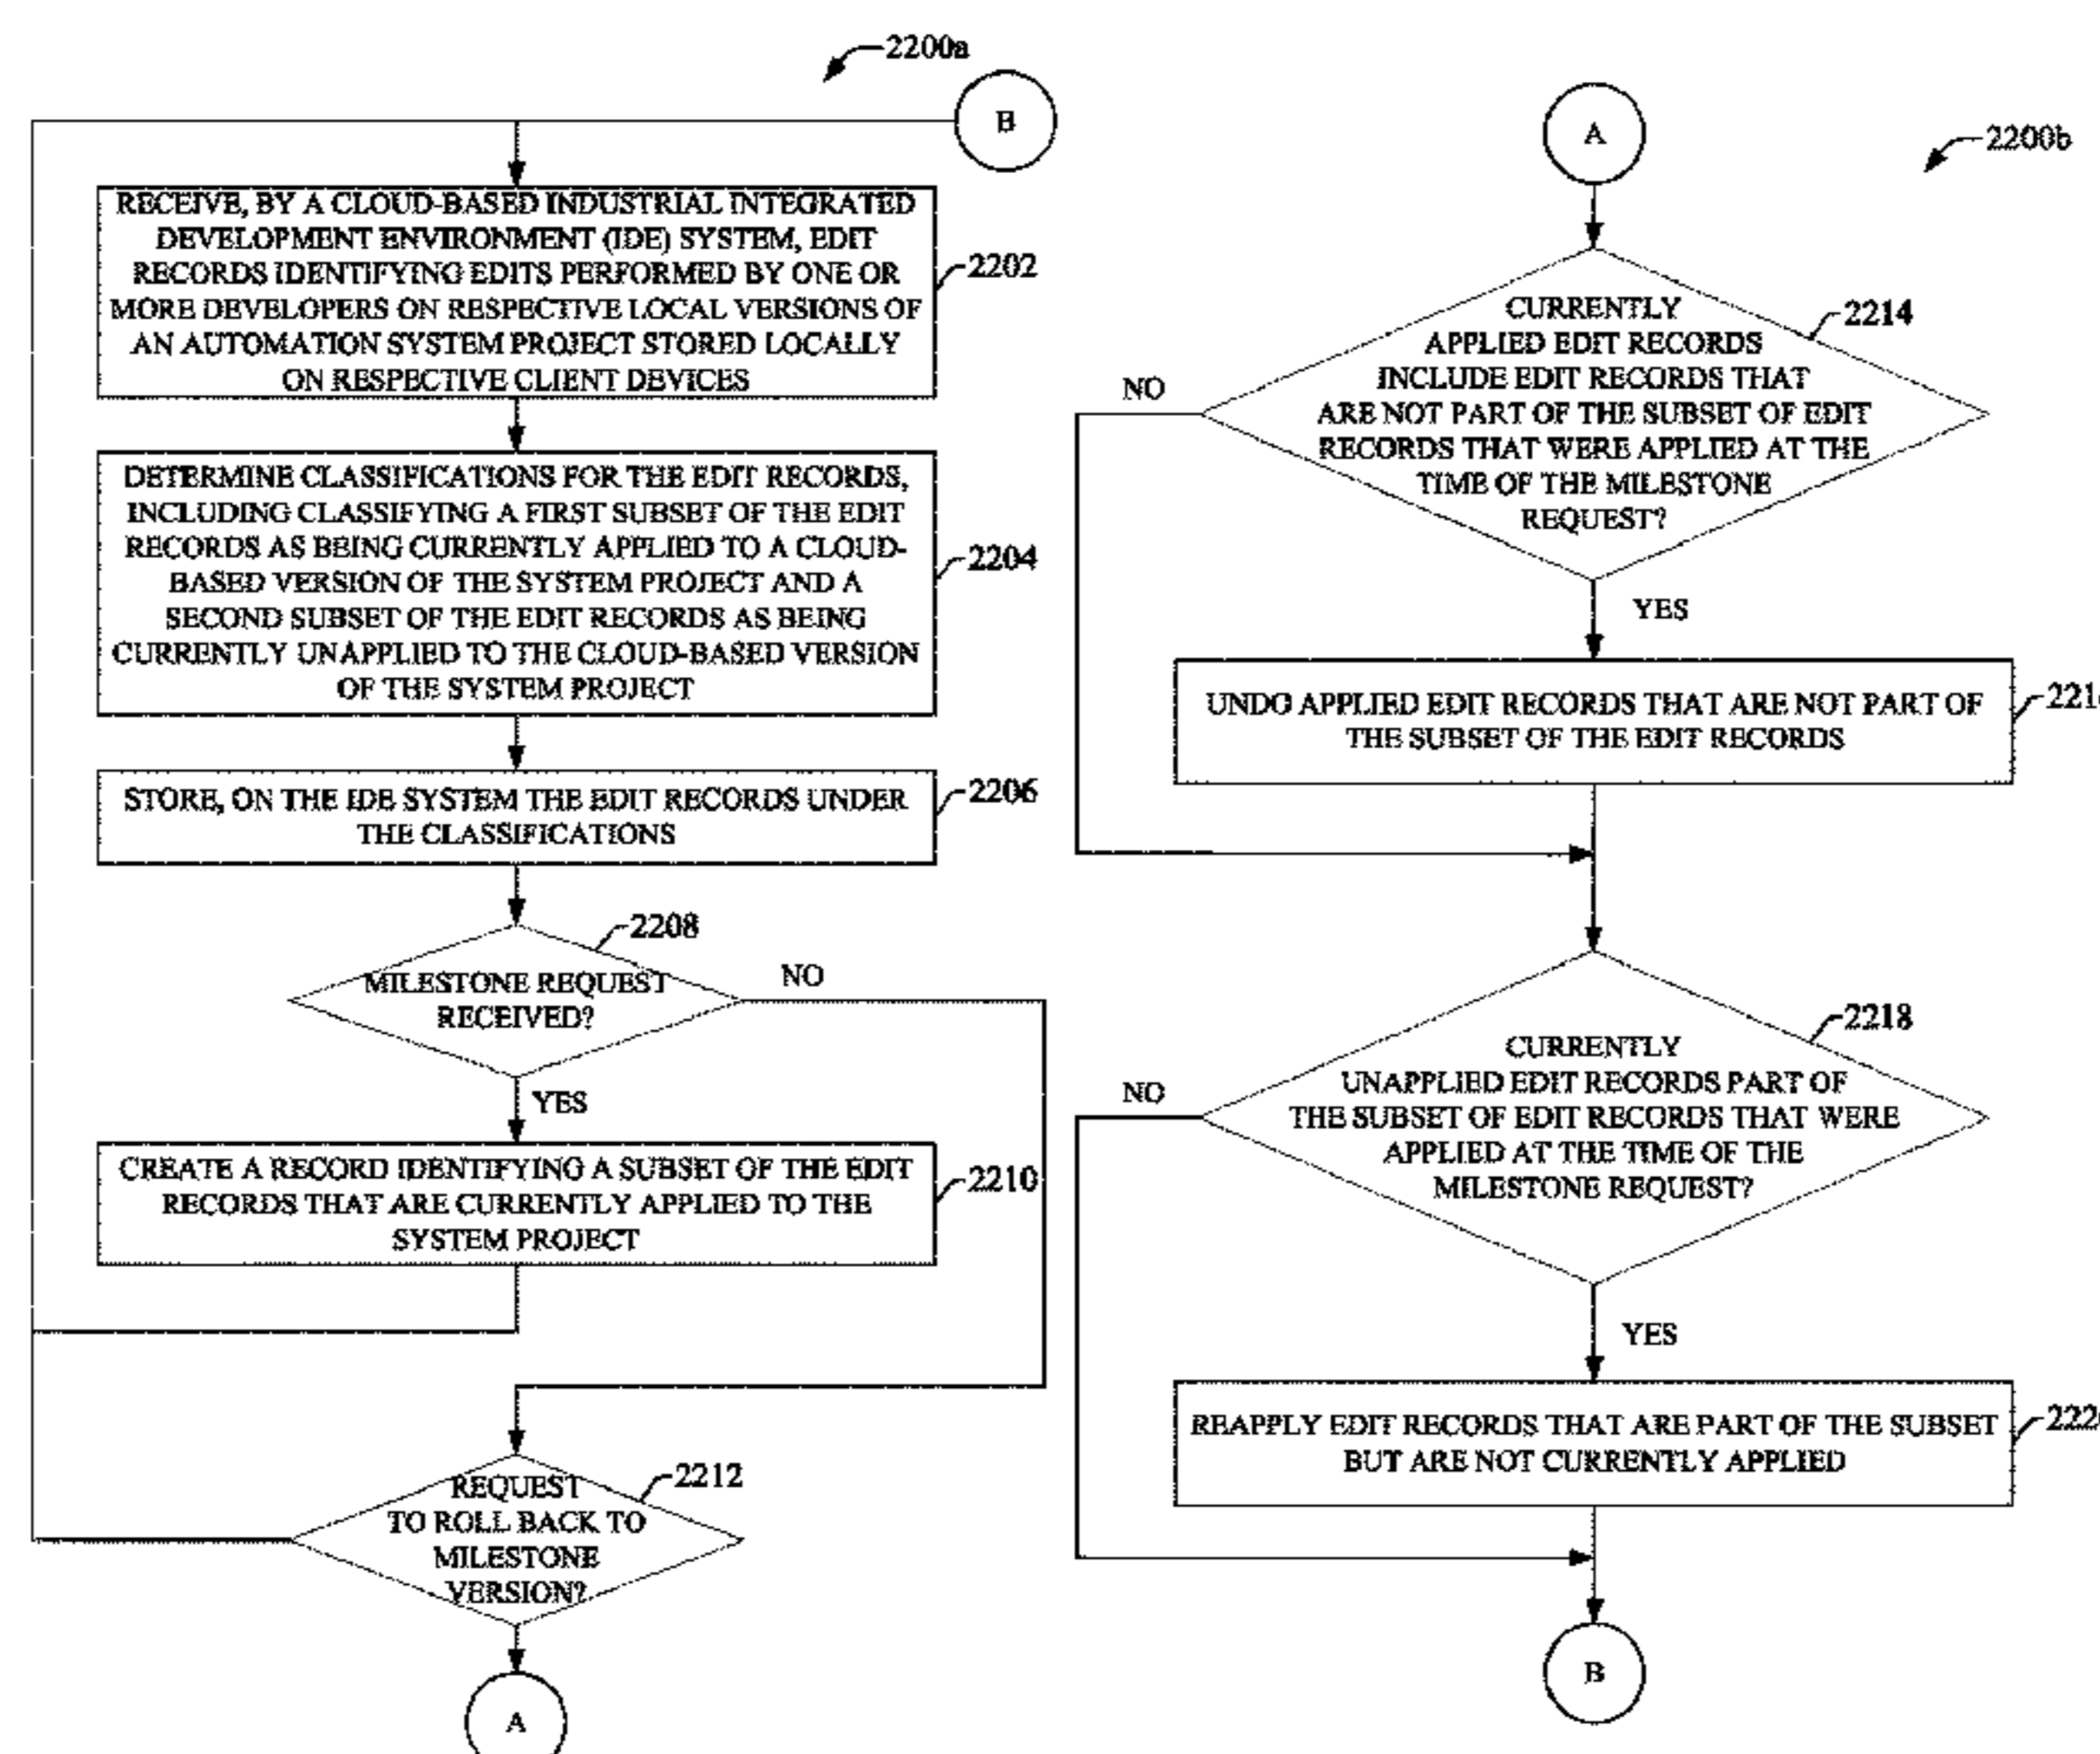 2200a
B
RECEIVE, BY A CLOUD-BASED INDUSTRIAL INTEGRATED
DEVELOPMENT ENVIRONMENT (IDE) SYSTEM, EDIT
RECORDS IDENTIFYING EDITS PERFORMED BY ONE OR
MORE DEVELOPERS ON RESPECTIVE LOCAL VERSIONS OF
AN AUTOMATION SYSTEM PROJECT STORED LOCALLY
ON RESPECTIVE CLIENT DEVICES
2202
DETERMINE CLASSIFICATIONS FOR THE EDIT RECORDS,
INCLUDING CLASSIFYING A FIRST SUBSET OF THE EDIT
RECORDS AS BEING CURRENTLY APPLIED TO A CLOUD-
BASED VERSION OF THE SYSTEM PROJECT AND A
SECOND SUBSET OF THE EDIT RECORDS AS BEING
CURRENTLY UNAPPLIED TO THE CLOUD-BASED VERSION
OF THE SYSTEM PROJECT
2204
STORE, ON THE IDE SYSTEM THE EDIT RECORDS UNDER
THE CLASSIFICATIONS
2206
2208
MILESTONE REQUEST
RECEIVED?
NO
YES
CREATE A RECORD IDENTIFYING A SUBSET OF THE EDIT
RECORDS THAT ARE CURRENTLY APPLIED TO THE
SYSTEM PROJECT
2210
2212
REQUEST
TO ROLL BACK TO
MILESTONE
VERSION?
A
2200b
A
2214
CURRENTLY
APPLIED EDIT RECORDS
INCLUDE EDIT RECORDS THAT
ARE NOT PART OF THE SUBSET OF EDIT
RECORDS THAT WERE APPLIED AT THE
TIME OF THE MILESTONE
REQUEST?
NO
YES
UNDO APPLIED EDIT RECORDS THAT ARE NOT PART OF
THE SUBSET OF THE EDIT RECORDS
2218
CURRENTLY
UNAPPLIED EDIT RECORDS PART OF
THE SUBSET OF EDIT RECORDS THAT WERE
APPLIED AT THE TIME OF THE
MILESTONE REQUEST?
NO
YES
REAPPLY EDIT RECORDS THAT ARE PART OF THE SUBSET
BUT ARE NOT CURRENTLY APPLIED
B